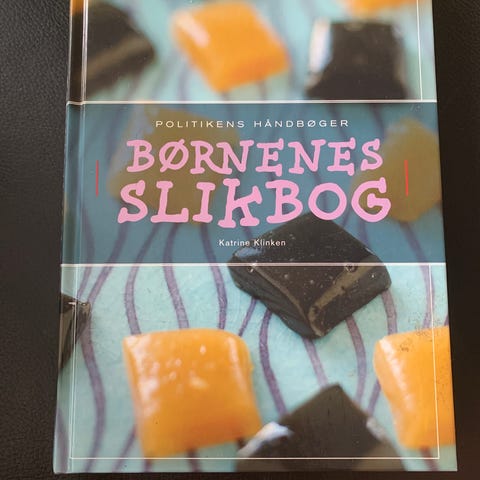 POLITIKENS HÅNDBØGER
BØRNENES
SLIKBOG
Katrine Klinken